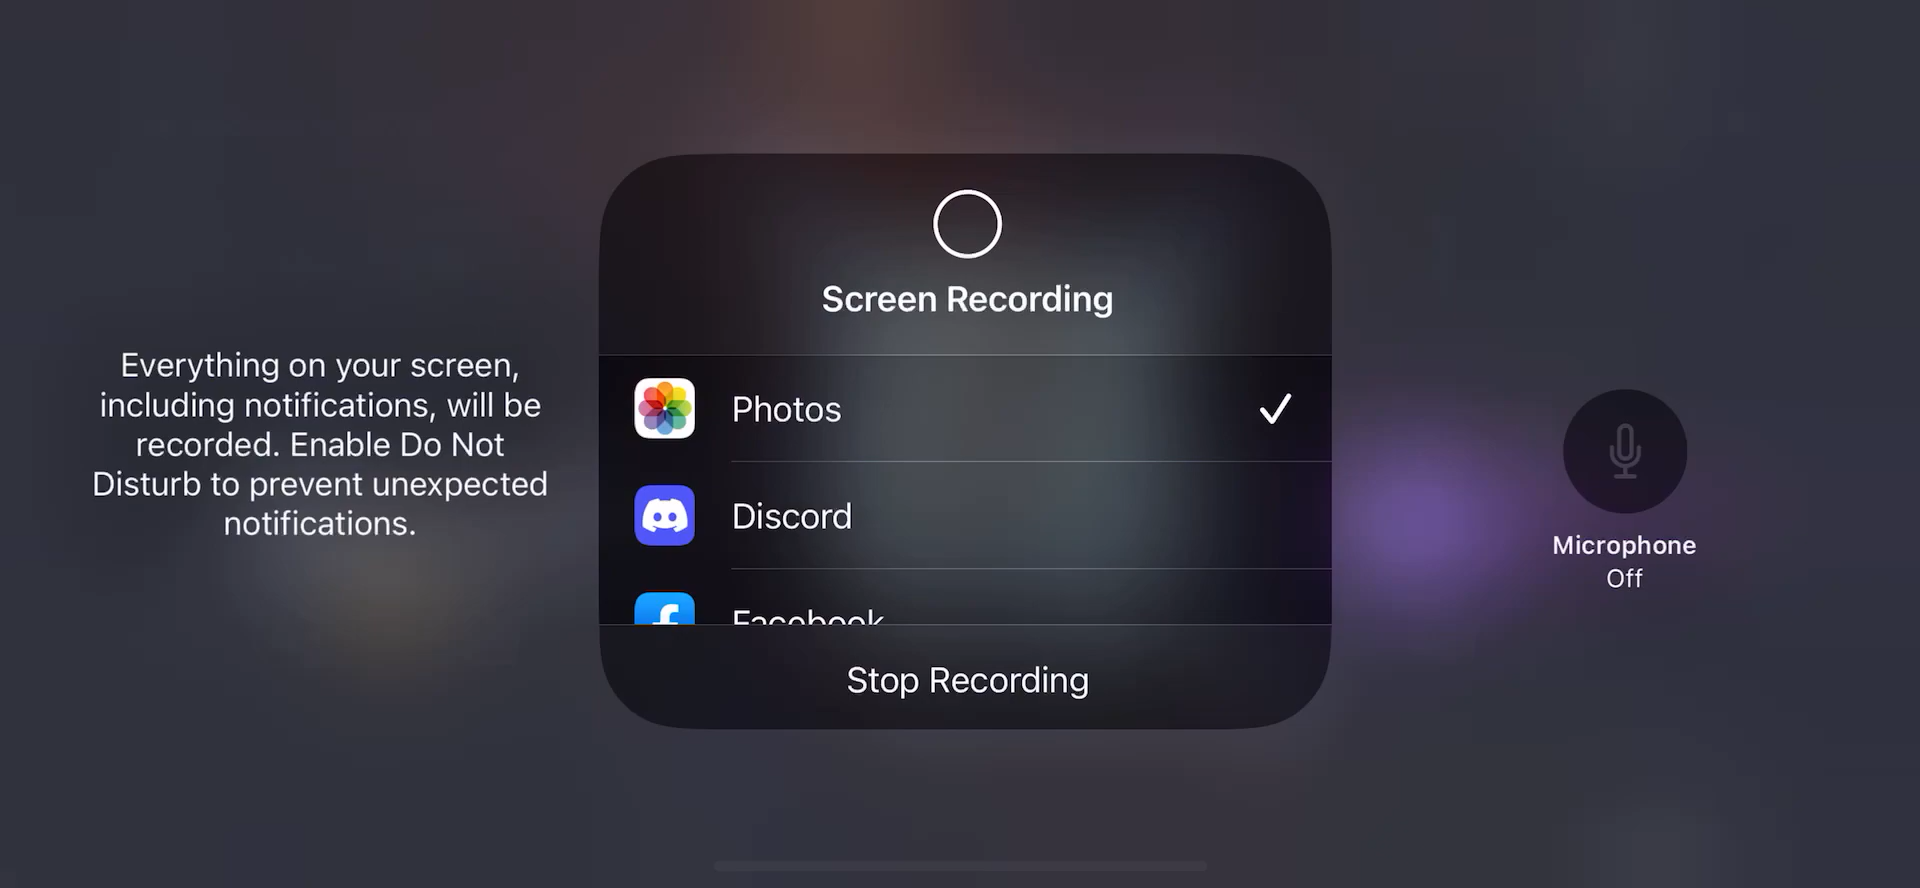 Everything on your screen,
including notifications, will be
recorded. Enable Do Not
Disturb to prevent unexpected
notifications.
Screen Recording
Photos
Discord
Facebook
Stop Recording
Microphone
Off